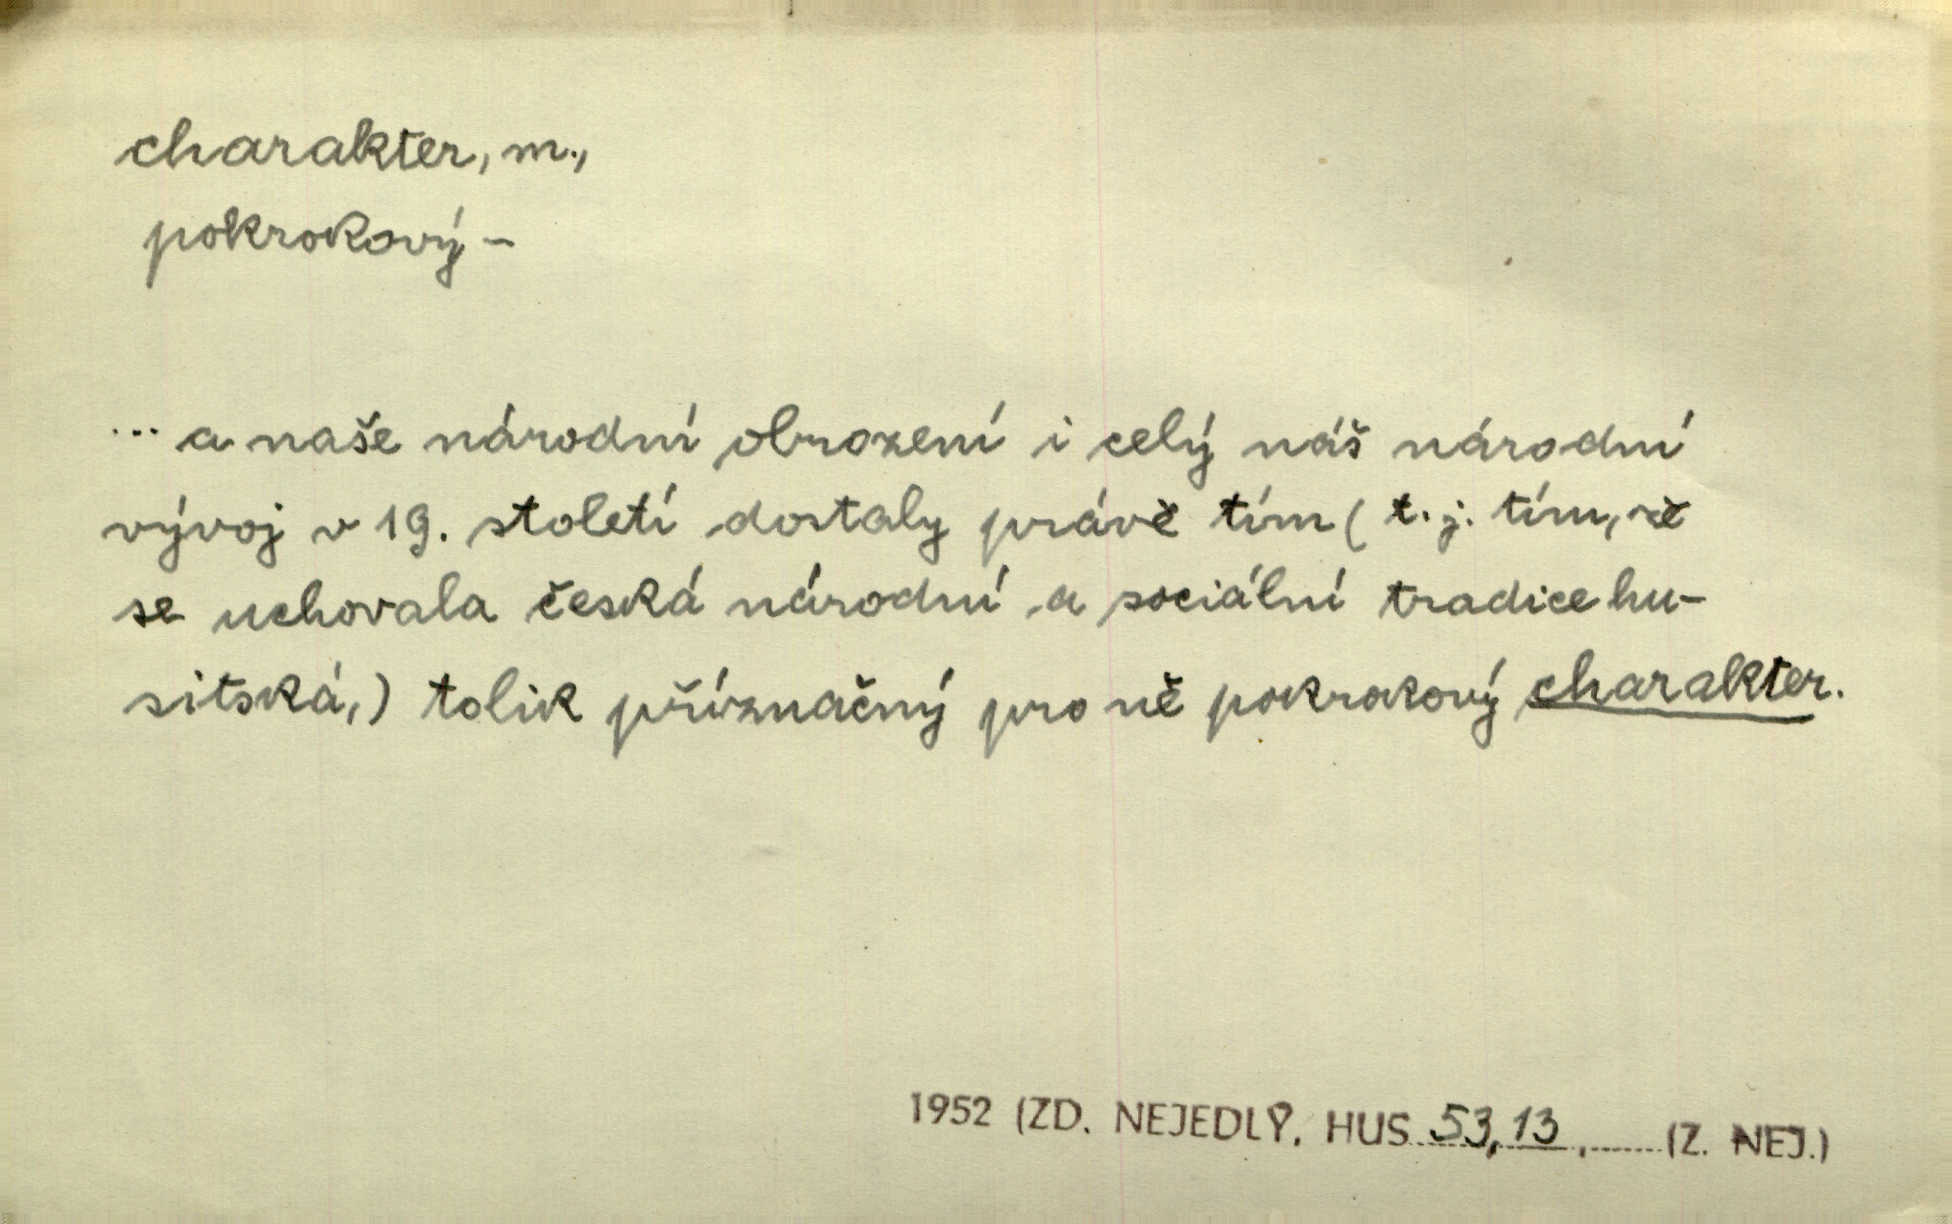 charakter, m.,
pokrokový -
... a naše národní obrození i celý náš národní
vývoj v 19. století dostaly právě tím ( t. j. tím, že
se uchovala česká národní a sociální tradice hu-
sitská,) tolik příznačný pro ně pokrokový charakter.
1952 (ZD. NEJEDLÝ. HUS 53,13 , ...... (Z. NEJ.)